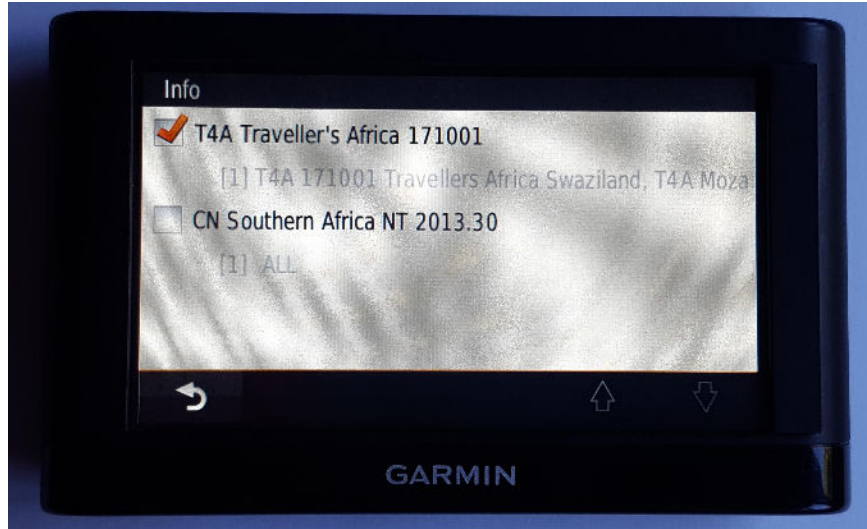 Info
T4A Traveller's Africa 171001
[1] T4A 171001 Travellers Africa Swaziland, T4A Moza
CN Southern Africa NT 2013.30
[1] ALL
GARMIN